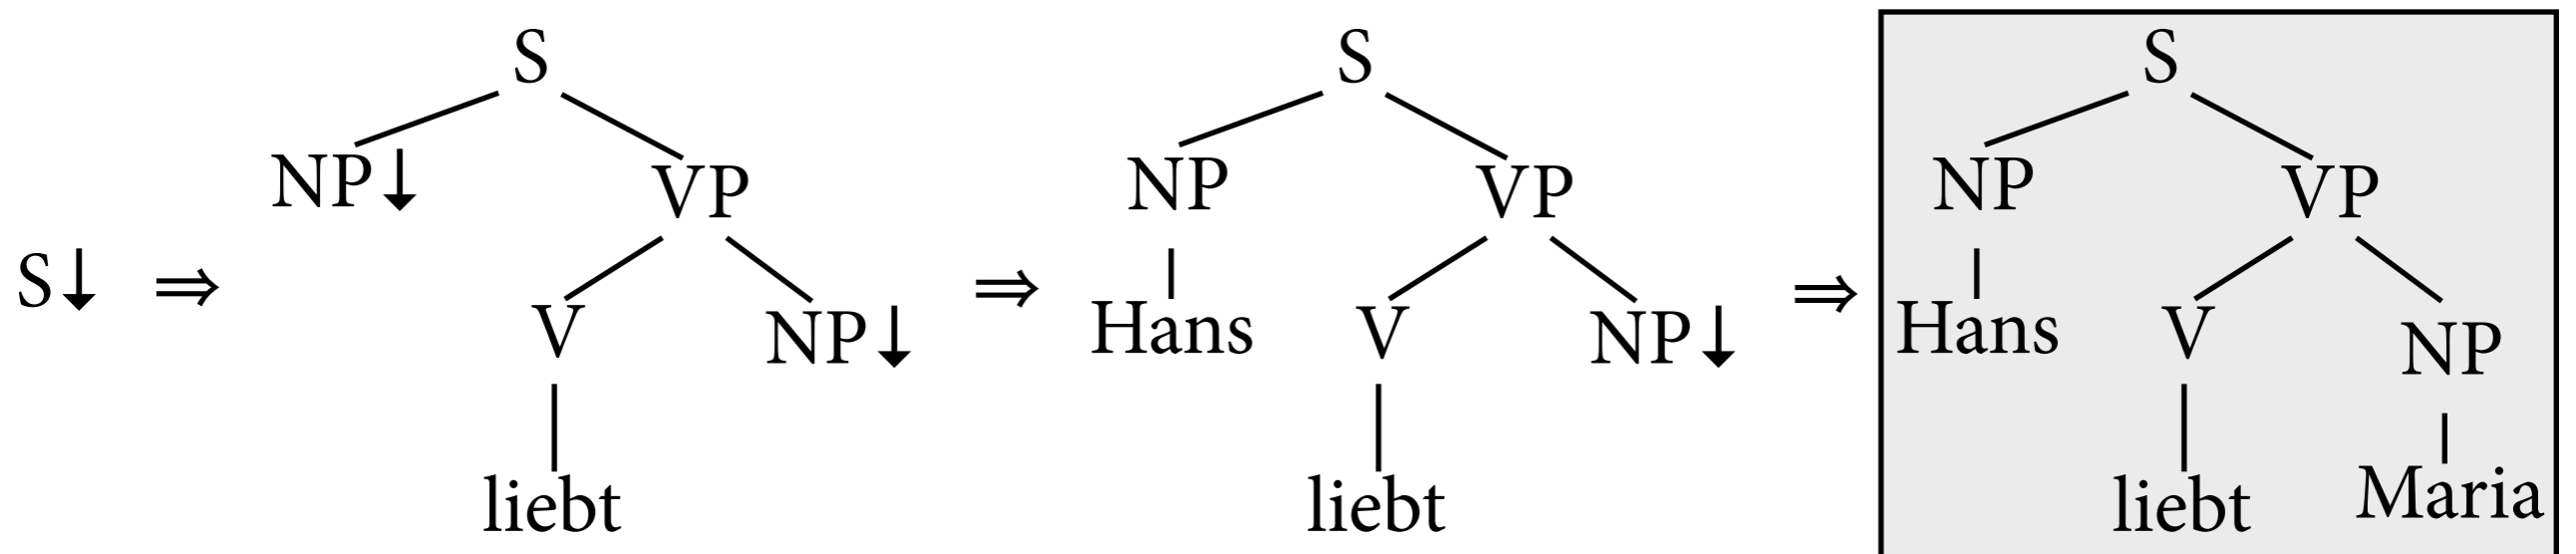 S S S
NP↓ VP NP VP NP VP
S↓ ⇒ ⇒ ⇒
V NP↓ Hans V NP↓ Hans V NP
liebt liebt liebt Maria